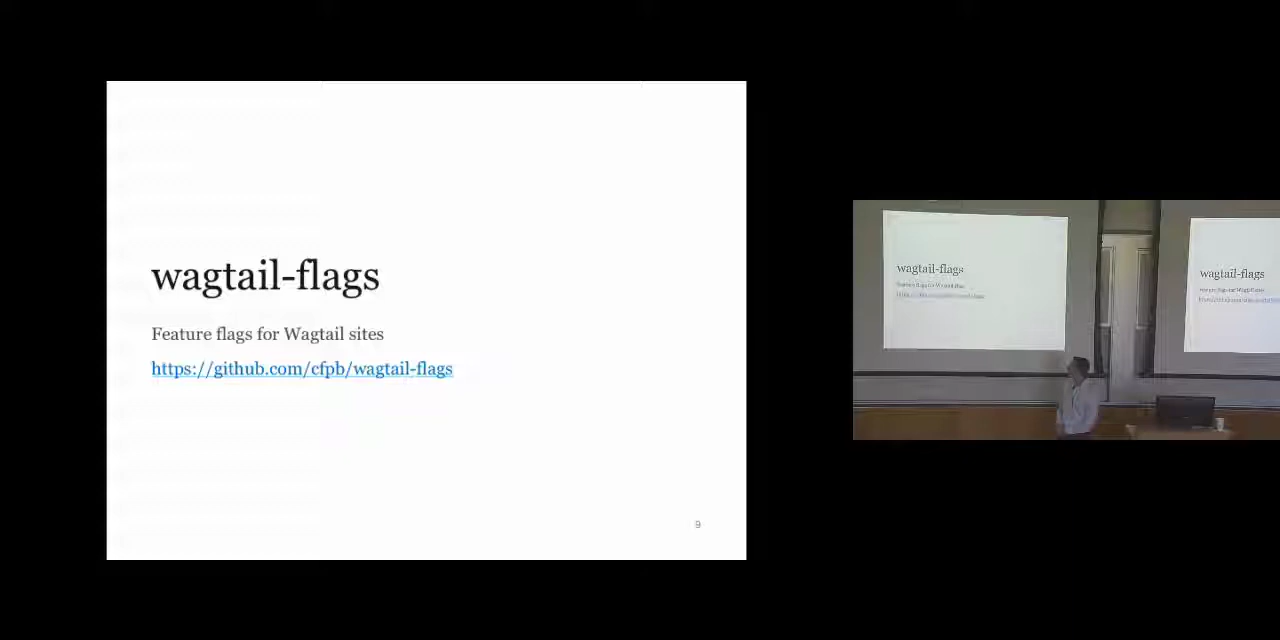 wagtail-flags
Feature flags for Wagtail sites
https://github.com/cfpb/wagtail-flags
9
wagtail-flags
wagtail-flags